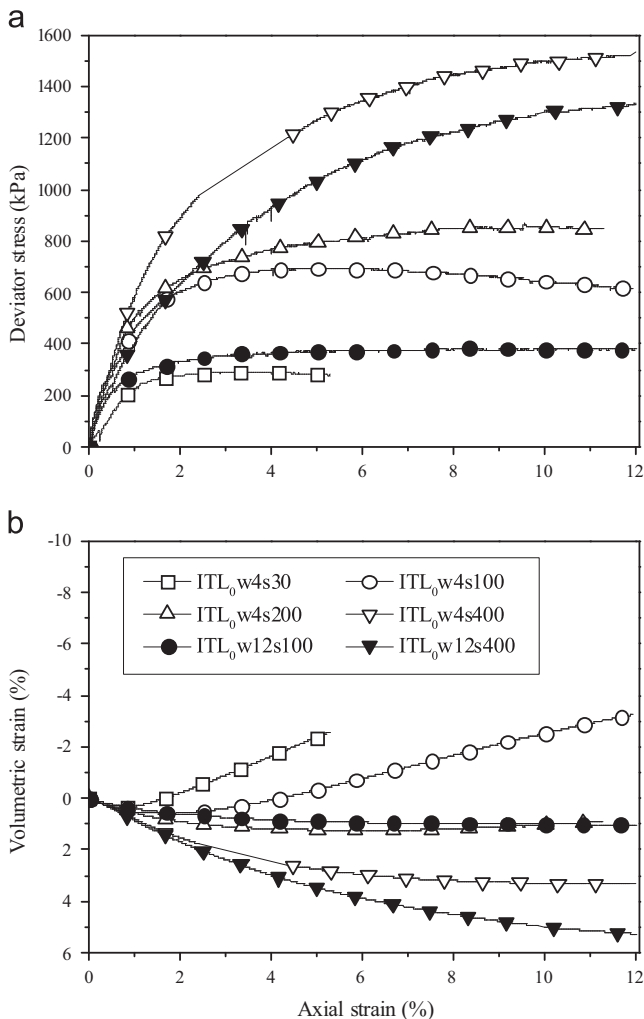 a
1600
1400
1200
1000
800
600
400
200
0
Deviator stress (kPa)
0 2 4 6 8 10 12
b
-10
-8
-6
-4
-2
0
2
4
6
Volumetric strain (%)
ITL₀w4s30 ITL₀w4s100
ITL₀w4s200 ITL₀w4s400
ITL₀w12s100 ITL₀w12s400
0 2 4 6 8 10 12
Axial strain (%)